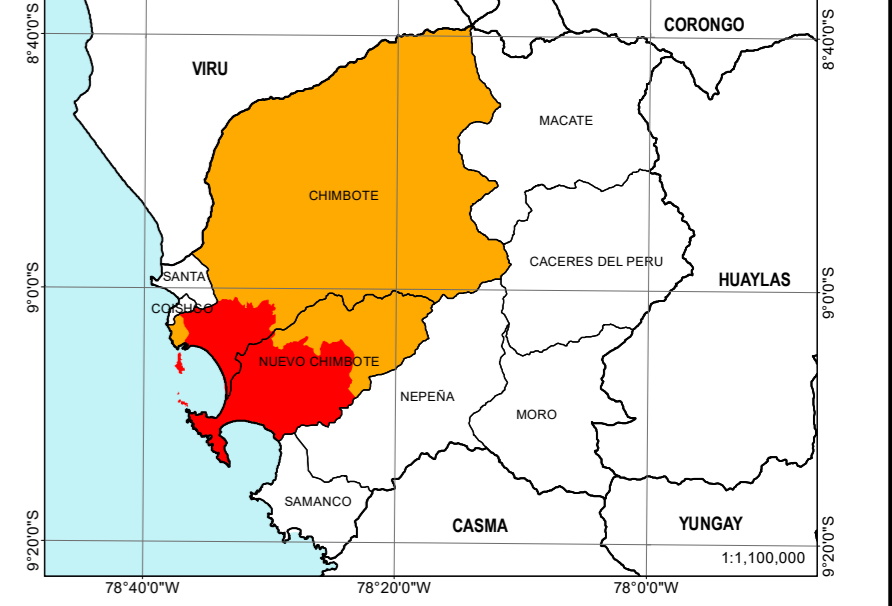 CORONGO
8°40'0"S
8°40'0"S
VIRU
MACATE
CHIMBOTE
CACERES DEL PERU
SANTA
HUAYLAS
9°0'0"S
9°0'0"S
COISHCO
NUEVO CHIMBOTE
NEPEÑA
MORO
SAMANCO
CASMA
YUNGAY
9°20'0"S
9°20'0"S
1:1,100,000
78°40'0"W
78°20'0"W
78°0'0"W